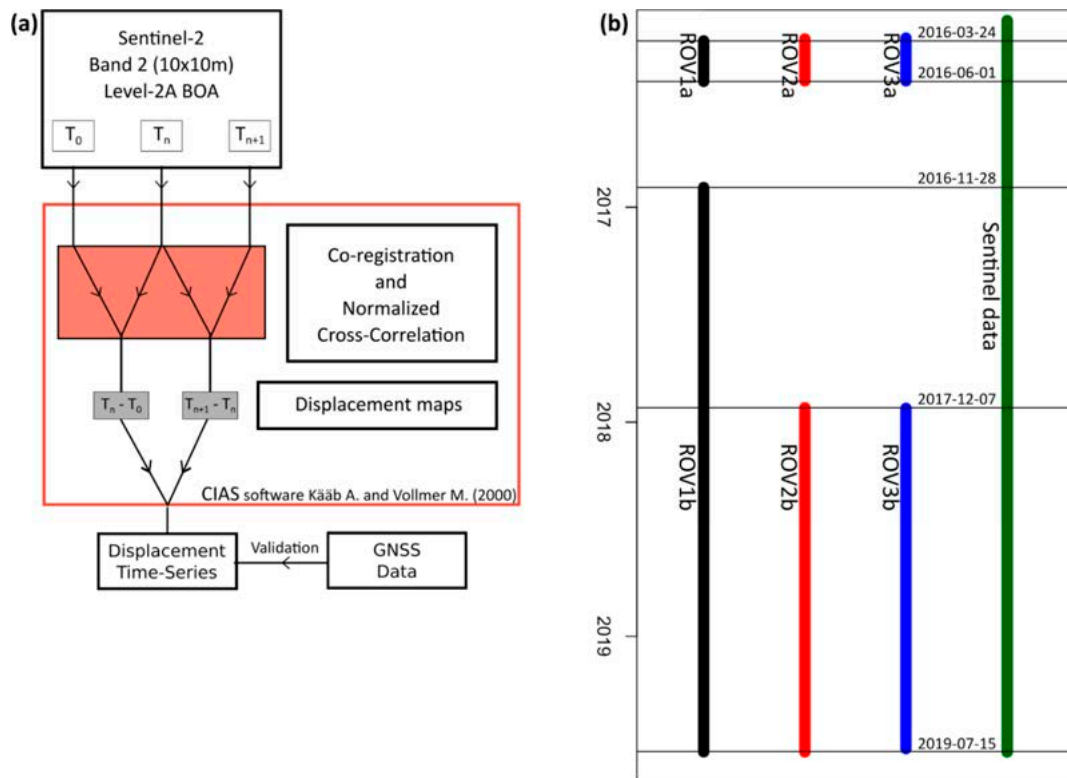 (a)
Sentinel-2
Band 2 (10x10m)
Level-2A BOA
T0
Tn
Tn+1
Co-registration
and
Normalized
Cross-Correlation
Tn - T0
Tn+1 - Tn
Displacement maps
CIAS software Kääb A. and Vollmer M. (2000)
Displacement
Time-Series
Validation
GNSS
Data
(b)
ROV1a
ROV2a
ROV3a
2016-03-24
2016-06-01
2016-11-28
2017
Sentinel data
2017-12-07
2018
ROV1b
ROV2b
ROV3b
2019
2019-07-15